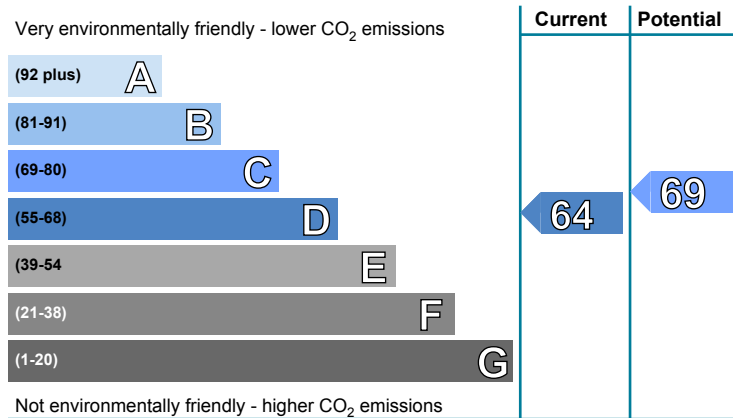 Very environmentally friendly - lower CO2 emissions
Current
Potential
(92 plus) A
(81-91) B
(69-80) C
(55-68) D
64
69
(39-54 E
(21-38) F
(1-20) G
Not environmentally friendly - higher CO2 emissions